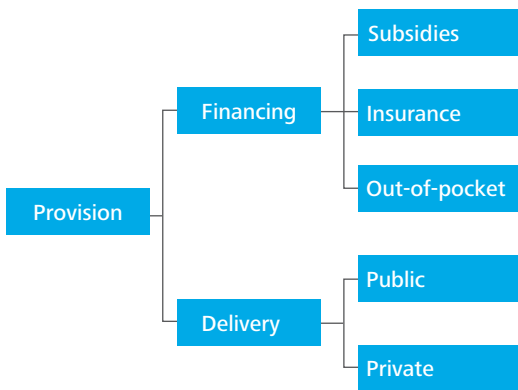 Subsidies
Financing
Insurance
Out-of-pocket
Provision
Public
Delivery
Private